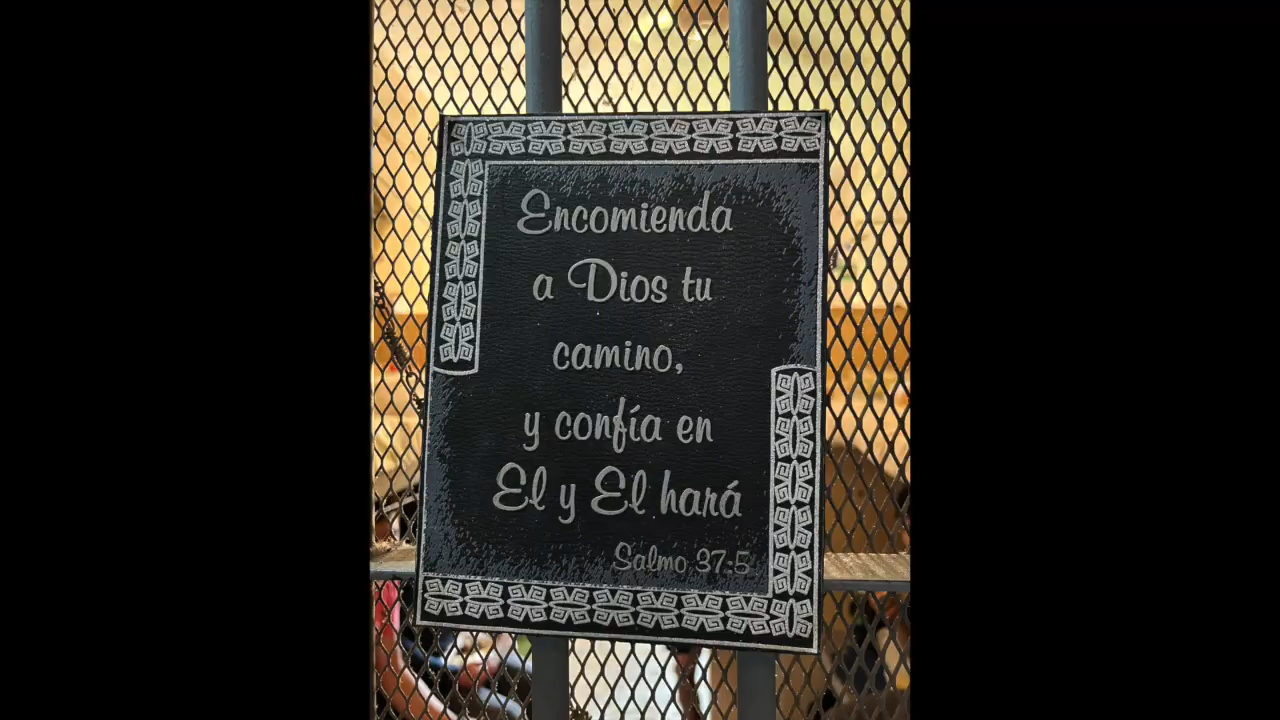 Encomienda
a Dios tu
camino,
y confía en
El y El hará
Salmo 37:5